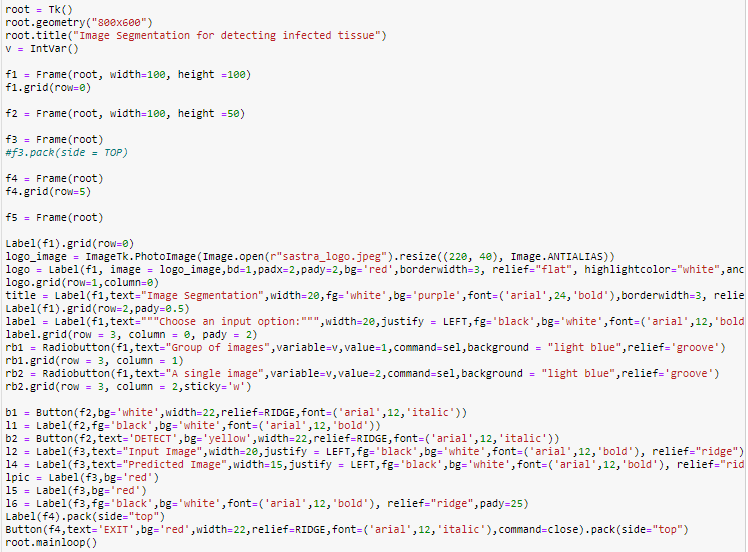 root = Tk()
root.geometry("800x600")
root.title("Image Segmentation for detecting infected tissue")
v = IntVar()
f1 = Frame(root, width=100, height =100)
f1.grid(row=0)
f2 = Frame(root, width=100, height =50)
f3 = Frame(root)
#f3.pack(side = TOP)
f4 = Frame(root)
f4.grid(row=5)
f5 = Frame(root)
Label(f1).grid(row=0)
logo_image = ImageTk.PhotoImage(Image.open(r"sastra_logo.jpeg").resize((220, 40), Image.ANTIALIAS))
logo = Label(f1, image = logo_image,bd=1,padx=2,pady=2,bg='red',borderwidth=3, relief="flat", highlightcolor="white",anc
logo.grid(row=1,column=0)
title = Label(f1,text="Image Segmentation",width=20,fg='white',bg='purple',font=('arial',24,'bold'),borderwidth=3, relie
Label(f1).grid(row=2,pady=0.5)
label = Label(f1,text="""Choose an input option:""",width=20,justify = LEFT,fg='black',bg='white',font=('arial',12,'bold
label.grid(row = 3, column = 0, pady = 2)
rb1 = Radiobutton(f1,text="Group of images",variable=v,value=1,command=sel,background = "light blue",relief='groove')
rb1.grid(row = 3, column = 1)
rb2 = Radiobutton(f1,text="A single image",variable=v,value=2,command=sel,background = "light blue",relief='groove')
rb2.grid(row = 3, column = 2,sticky='w')
b1 = Button(f2,bg='white',width=22,relief=RIDGE,font=('arial',12,'italic'))
l1 = Label(f2,fg='black',bg='white',font=('arial',12,'bold'))
b2 = Button(f2,text='DETECT',bg='yellow',width=22,relief=RIDGE,font=('arial',12,'italic'))
l2 = Label(f3,text="Input Image",width=20,justify = LEFT,fg='black',bg='white',font=('arial',12,'bold'), relief="ridge")
l4 = Label(f3,text="Predicted Image",width=15,justify = LEFT,fg='black',bg='white',font=('arial',12,'bold'), relief="rid
lpic = Label(f3,bg='red')
l5 = Label(f3,bg='red')
l6 = Label(f3,fg='black',bg='white',font=('arial',12,'bold'), relief="ridge",pady=25)
Label(f4).pack(side="top")
Button(f4,text='EXIT',bg='red',width=22,relief=RIDGE,font=('arial',12,'italic'),command=close).pack(side="top")
root.mainloop()